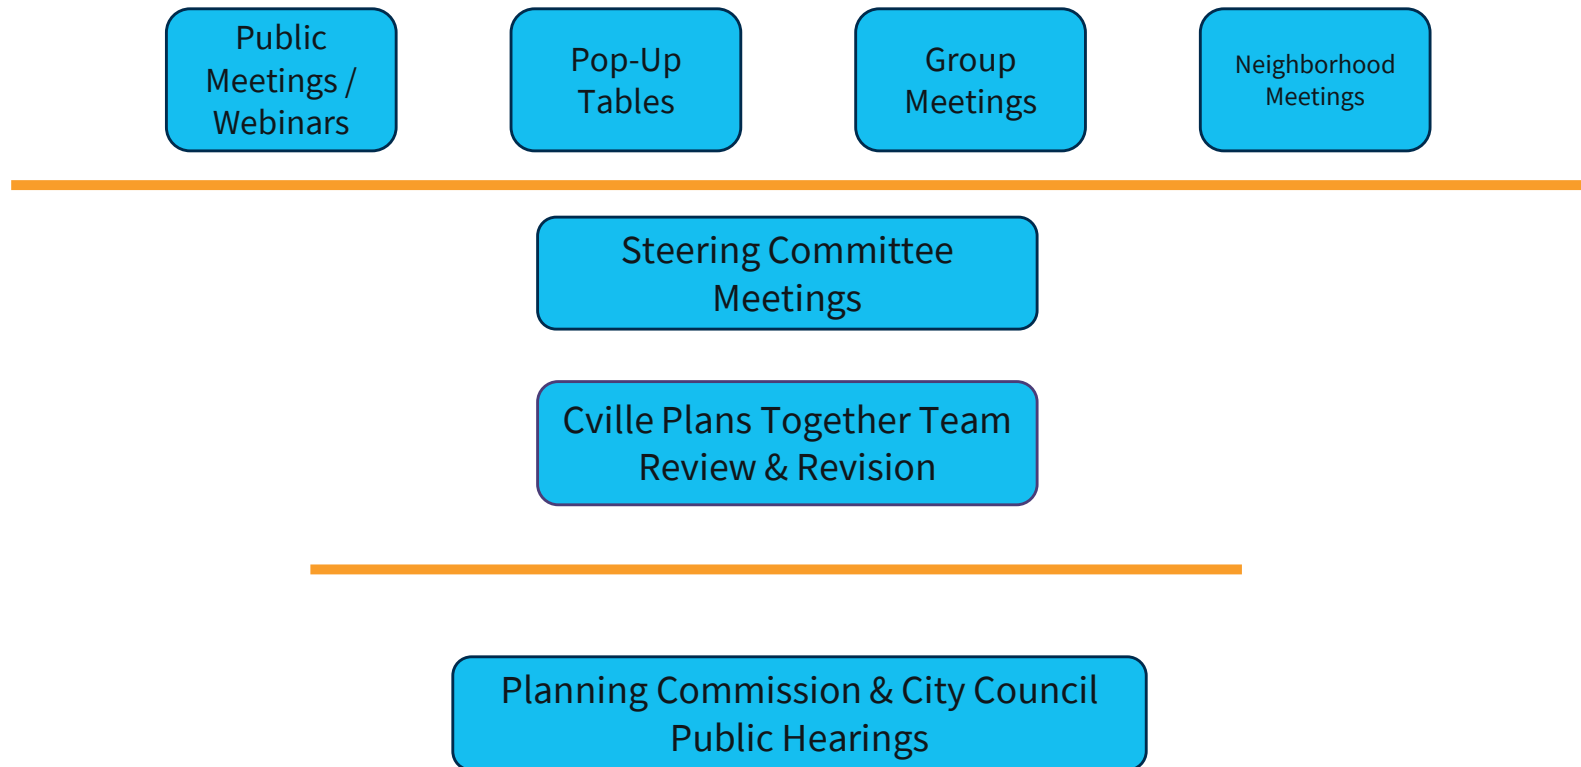 Public
Meetings /
Webinars
Pop-Up
Tables
Group
Meetings
Neighborhood
Meetings
Steering Committee
Meetings
Cville Plans Together Team
Review & Revision
Planning Commission & City Council
Public Hearings